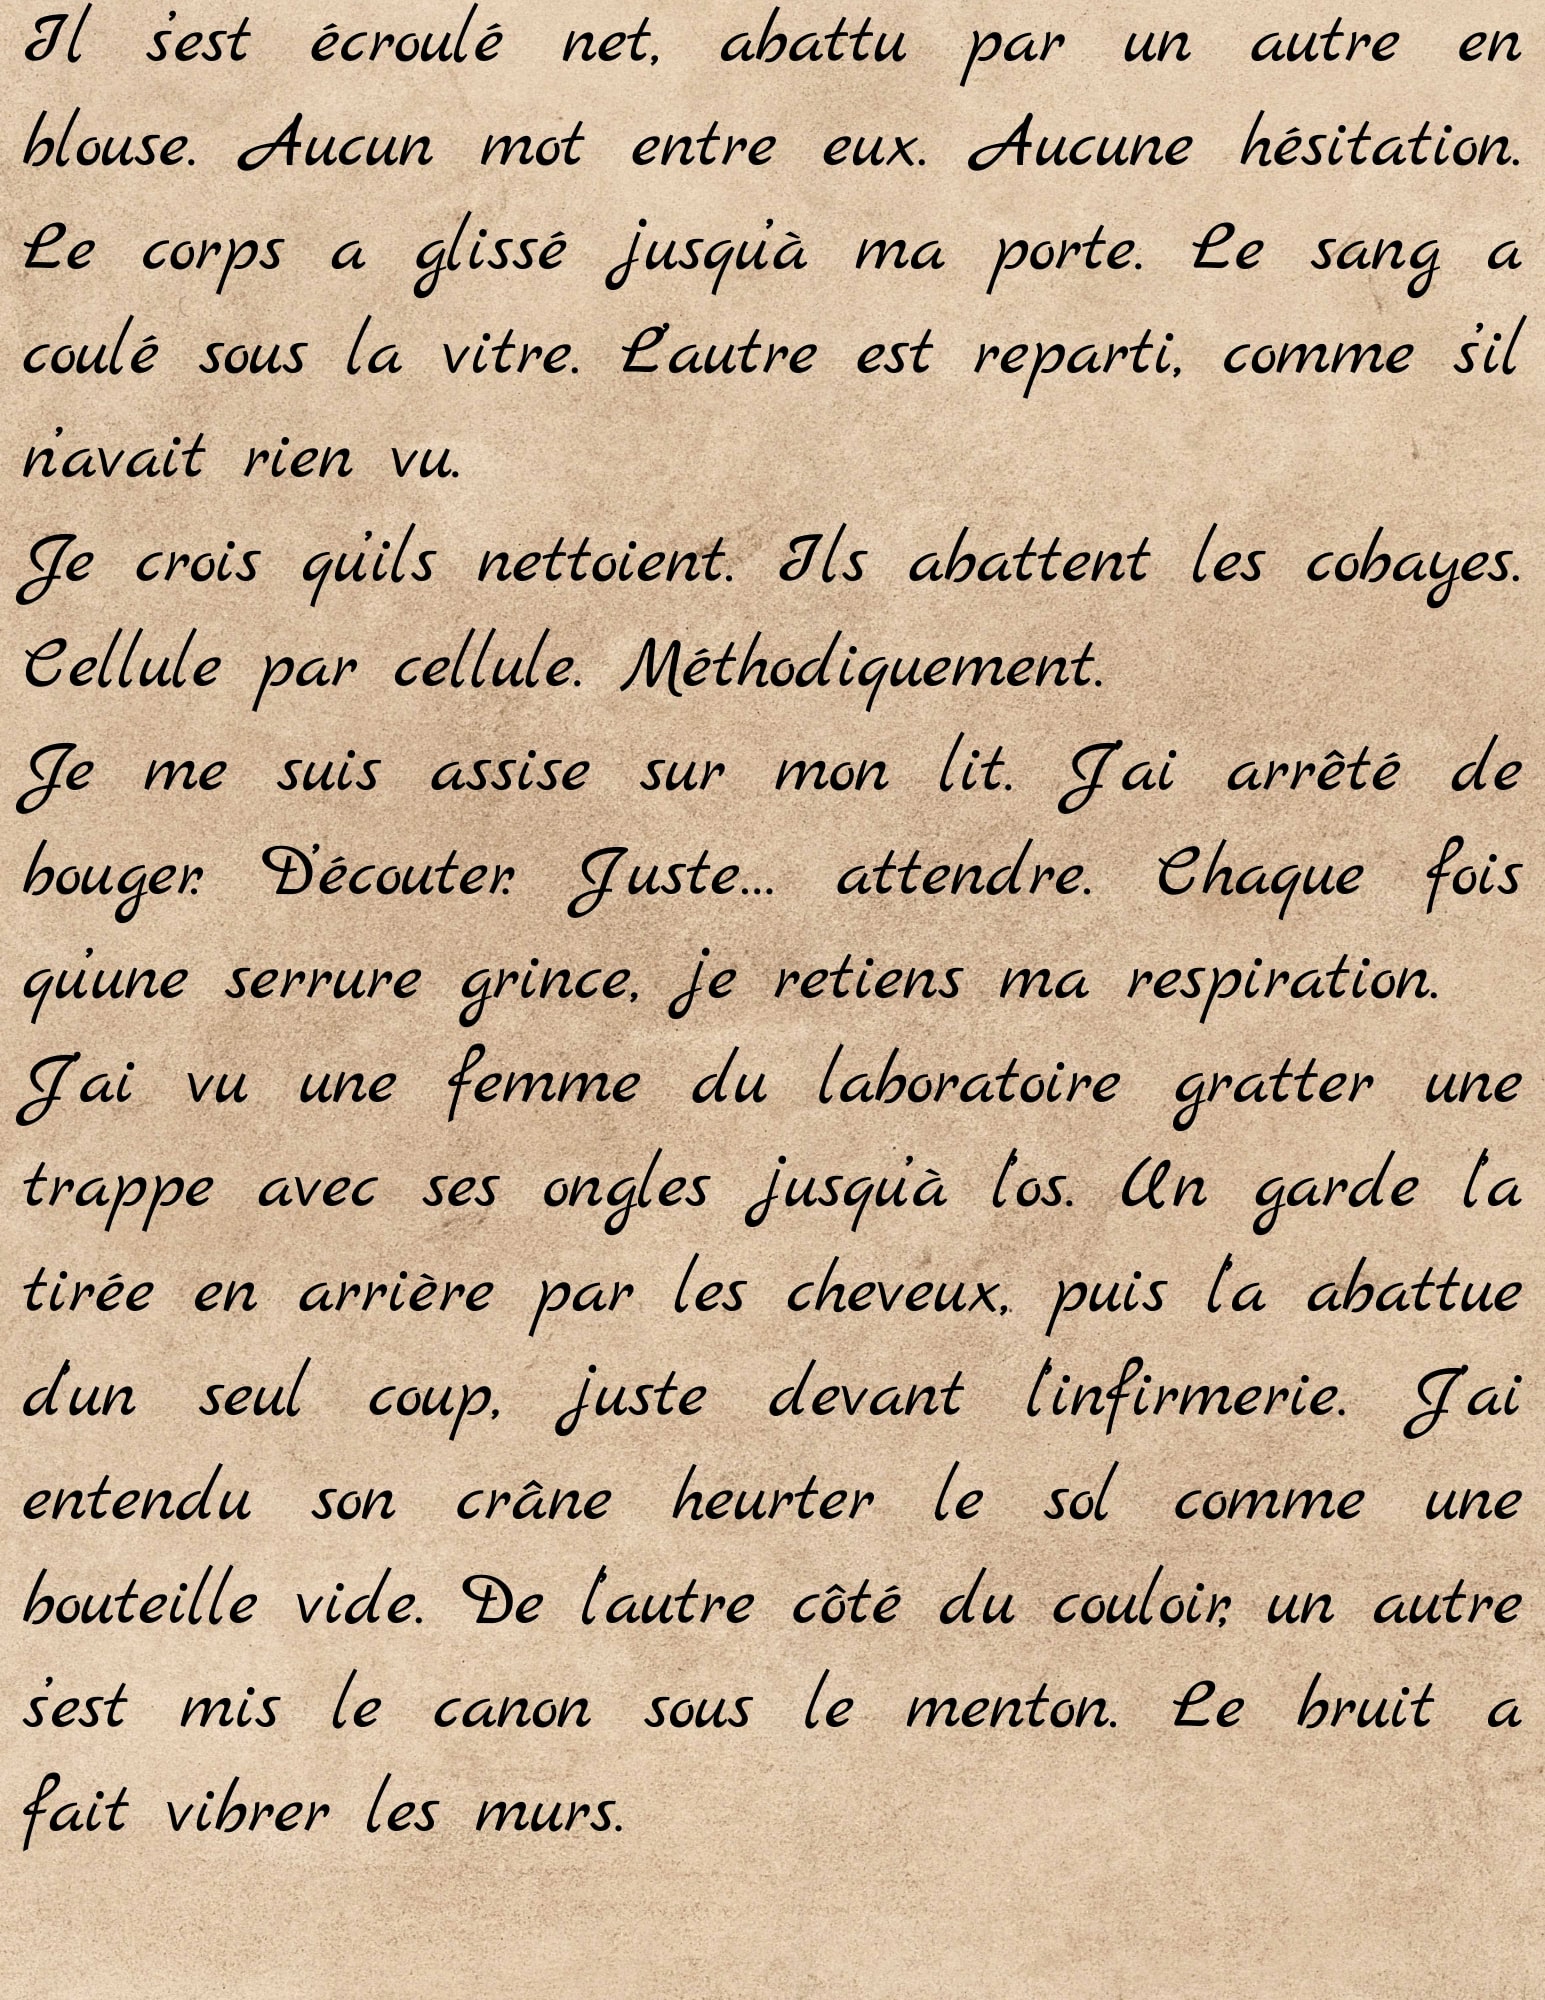 Il s'est écroulé net, abattu par un autre en
blouse. Aucun mot entre eux. Aucune hésitation.
Le corps a glissé jusqu'à ma porte. Le sang a
coulé sous la vitre. L'autre est reparti, comme s'il
n'avait rien vu.
Je crois qu'ils nettoient. Ils abattent les cobayes.
Cellule par cellule. Méthodiquement.
Je me suis assise sur mon lit. J'ai arrêté de
bouger. D'écouter. Juste... attendre. Chaque fois
qu'une serrure grince, je retiens ma respiration.
J'ai vu une femme du laboratoire gratter une
trappe avec ses ongles jusqu'à l'os. Un garde l'a
tirée en arrière par les cheveux, puis l'a abattue
d'un seul coup, juste devant l'infirmerie. J'ai
entendu son crâne heurter le sol comme une
bouteille vide. De l'autre côté du couloir, un autre
s'est mis le canon sous le menton. Le bruit a
fait vibrer les murs.